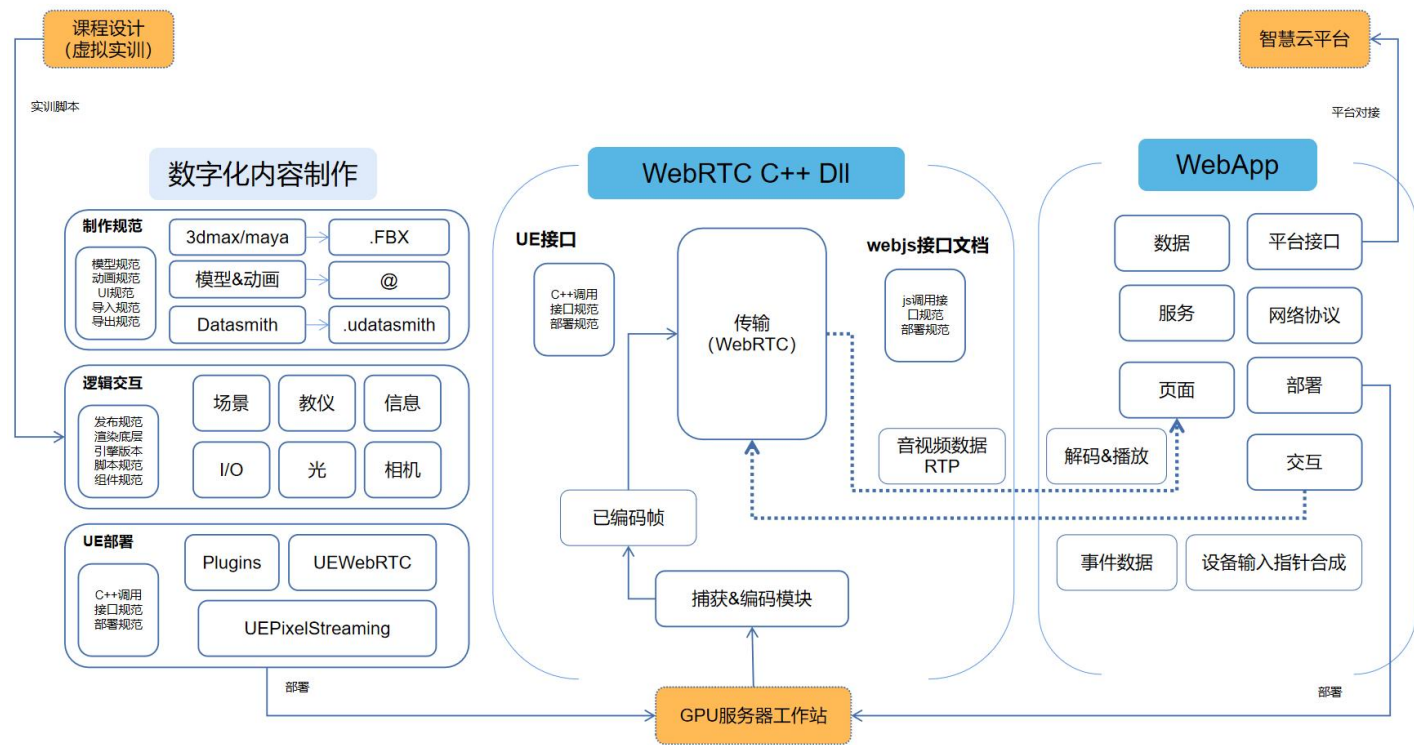 课程设计
（虚拟实训）
智慧云平台
实训脚本
平台对接
数字化内容制作
制作规范
模型规范
动画规范
UI规范
导入规范
导出规范
3dmax/maya
.FBX
模型&动画
@
Datasmith
.udatasmith
逻辑交互
发布规范
渲染底层
引擎版本
脚本规范
组件规范
场景
教仪
信息
I/O
光
相机
UE部署
C++调用
接口规范
部署规范
Plugins
UEWebRTC
UEPixelStreaming
部署
WebRTC C++ Dll
UE接口
C++调用
接口规范
部署规范
传输
（WebRTC）
webjs接口文档
js调用接
口规范
部署规范
音视频数据
RTP
已编码帧
捕获&编码模块
GPU服务器工作站
WebApp
数据
平台接口
服务
网络协议
页面
部署
解码&播放
交互
事件数据
设备输入指针合成
部署